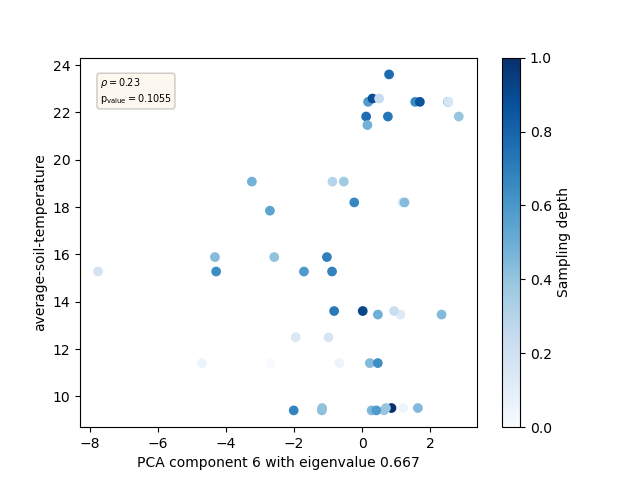 ρ = 0.23
p_value = 0.1055
24
22
20
18
16
14
12
10
average-soil-temperature
−8 −6 −4 −2 0 2
PCA component 6 with eigenvalue 0.667
1.0
0.8
0.6
0.4
0.2
0.0
Sampling depth